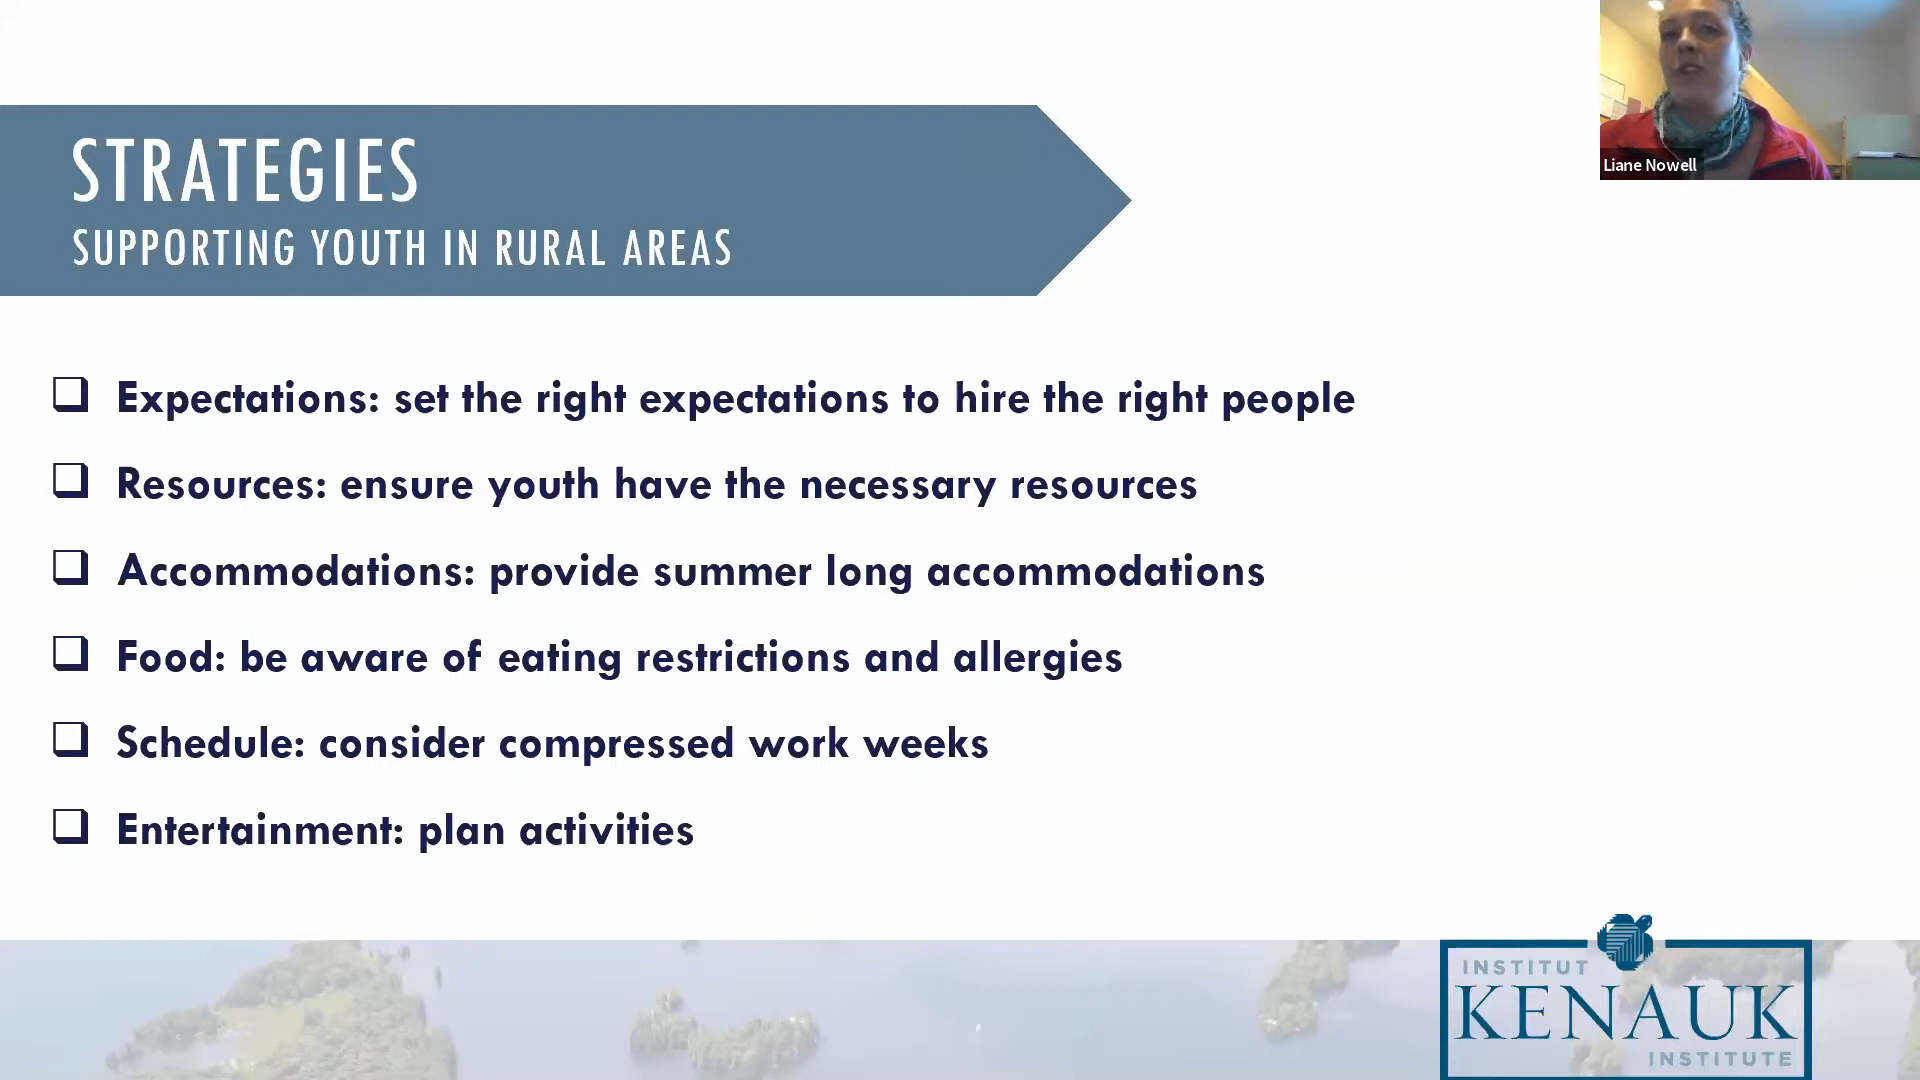 STRATEGIES
SUPPORTING YOUTH IN RURAL AREAS
Liane Nowell
Expectations: set the right expectations to hire the right people
Resources: ensure youth have the necessary resources
Accommodations: provide summer long accommodations
Food: be aware of eating restrictions and allergies
Schedule: consider compressed work weeks
Entertainment: plan activities
INSTITUT
KENAUK
INSTITUTE